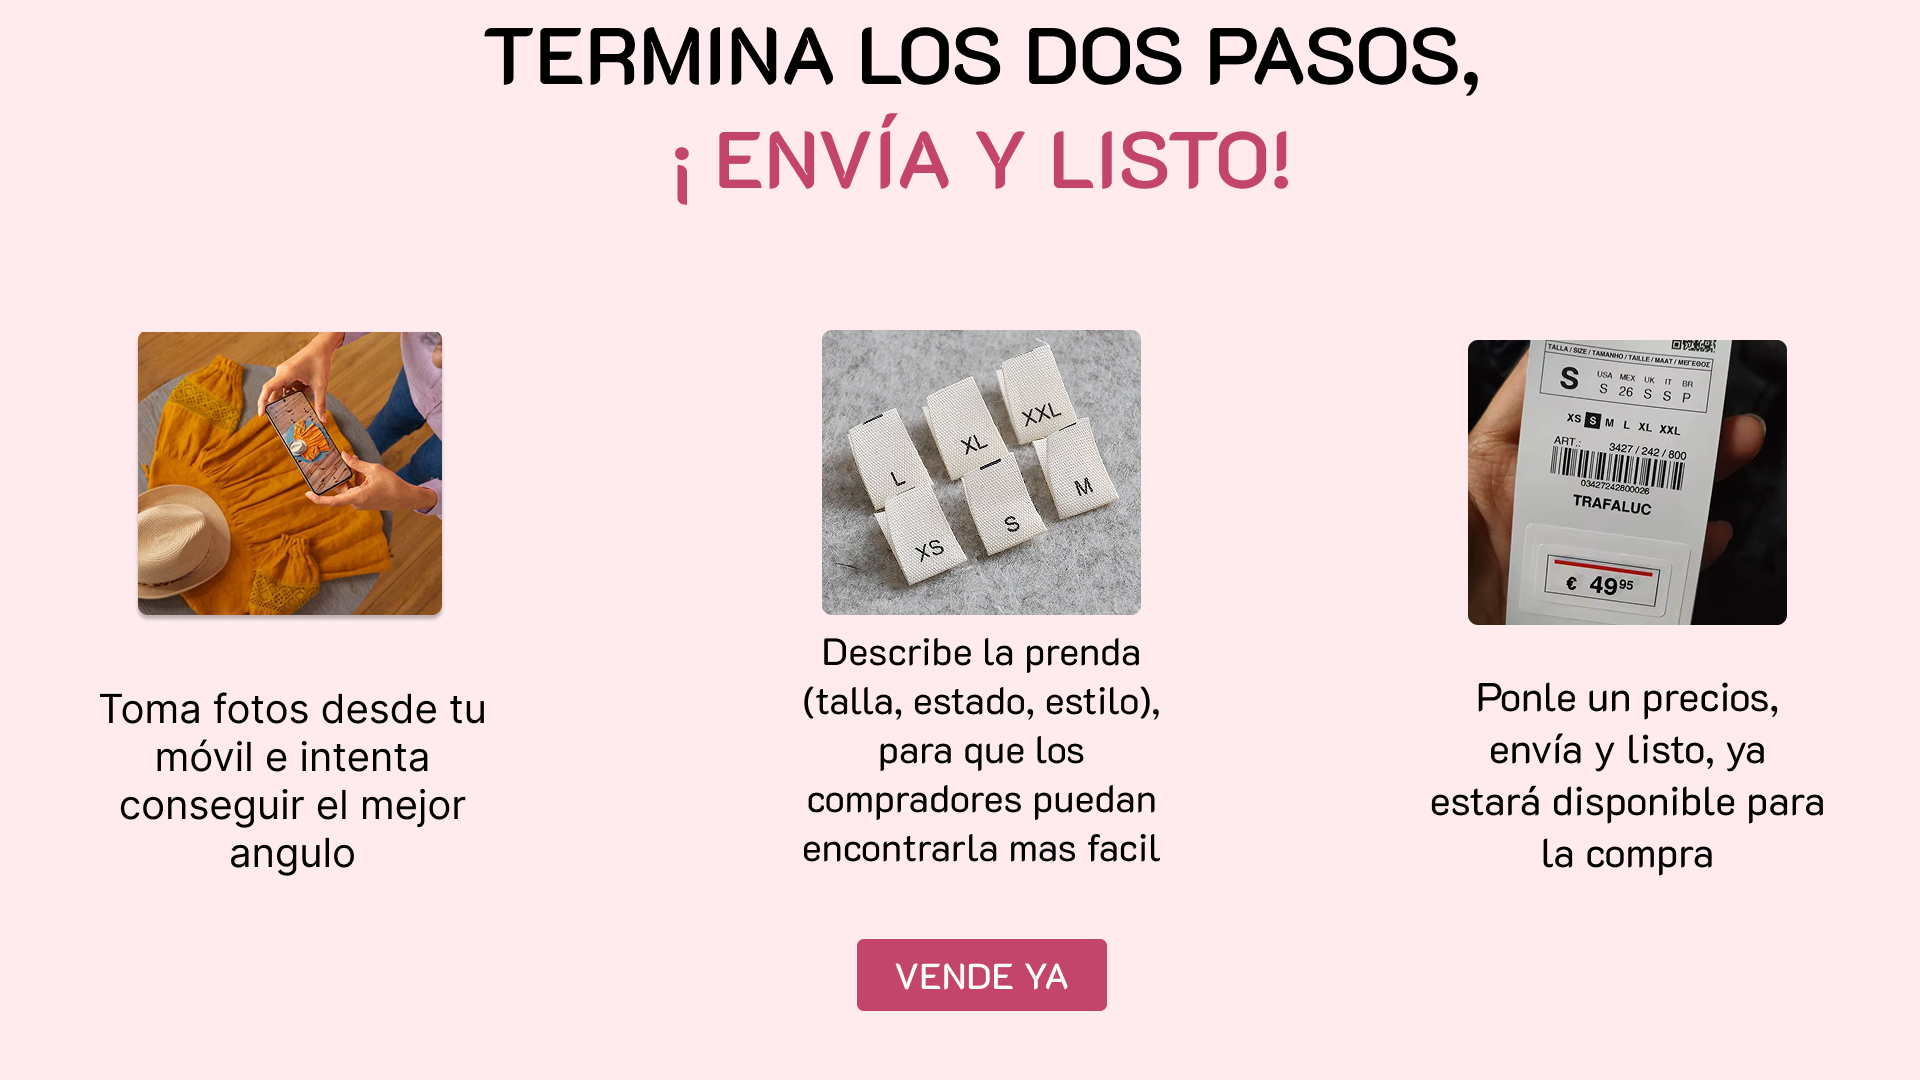 TERMINA LOS DOS PASOS,
¡ ENVÍA Y LISTO!
L
XL
XXL
XS
S
M
TALLA / SIZE / TAMANHO / TAILLE / MAAT / ΜΕΓΕΘΟΣ
S
USA MEX UK IT BR
S 26 S S P
XS S M L XL XXL
ART.: 3427 / 242 / 800
03427242800026
TRAFALUC
€ 49 95
Toma fotos desde tu
móvil e intenta
conseguir el mejor
angulo
Describe la prenda
(talla, estado, estilo),
para que los
compradores puedan
encontrarla mas facil
Ponle un precios,
envía y listo, ya
estará disponible para
la compra
VENDE YA